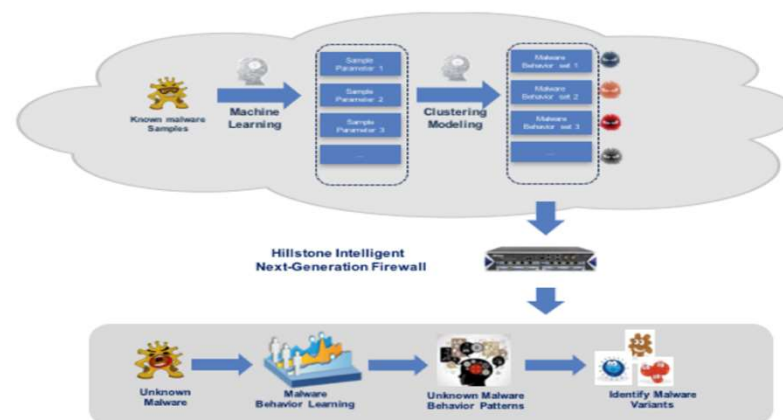 Known malware
Samples
Machine
Learning
Sample
Parameter 1
Sample
Parameter 2
Sample
Parameter 3
...
Clustering
Modeling
Malware
Behavior set 1
Malware
Behavior set 2
Malware
Behavior set 3
...
Hillstone Intelligent
Next-Generation Firewall
Unknown
Malware
Malware
Behavior Learning
Unknown Malware
Behavior Patterns
Identify Malware
Variants